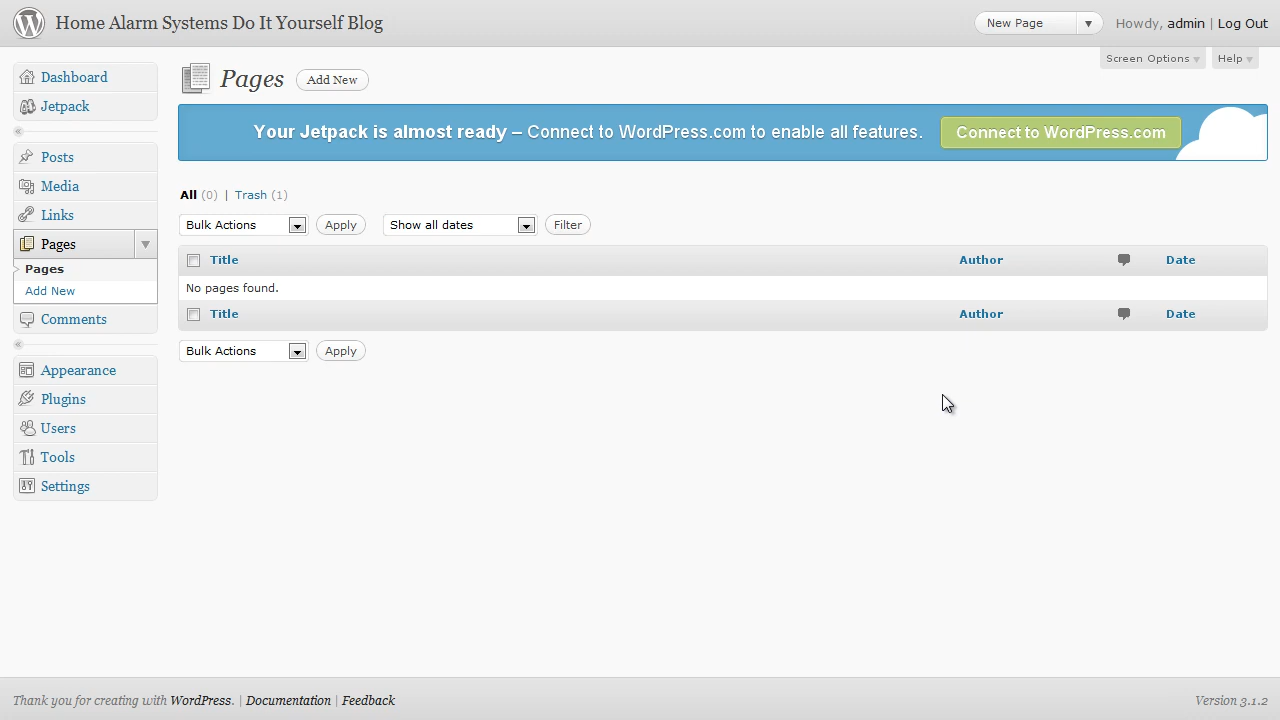 Home Alarm Systems Do It Yourself Blog
New Page
Howdy, admin | Log Out
Screen Options
Help
Dashboard
Jetpack
Posts
Media
Links
Pages
Pages
Add New
Comments
Appearance
Plugins
Users
Tools
Settings
Pages
Add New
Your Jetpack is almost ready – Connect to WordPress.com to enable all features.
Connect to WordPress.com
All (0) | Trash (1)
Bulk Actions
Apply
Show all dates
Filter
Title Author Date
No pages found.
Title Author Date
Bulk Actions
Apply
Thank you for creating with WordPress. | Documentation | Feedback
Version 3.1.2